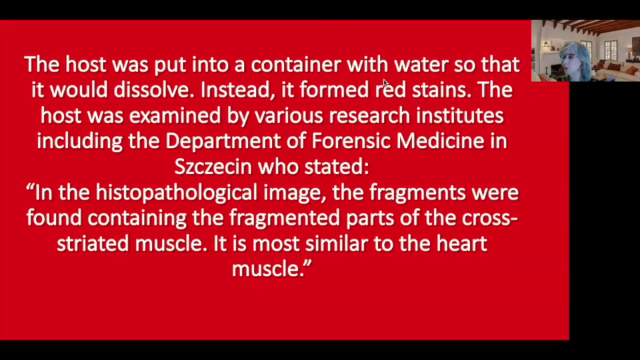 The host was put into a container with water so that
it would dissolve. Instead, it formed red stains. The
host was examined by various research institutes
including the Department of Forensic Medicine in
Szczecin who stated:
“In the histopathological image, the fragments were
found containing the fragmented parts of the cross-
striated muscle. It is most similar to the heart
muscle.”